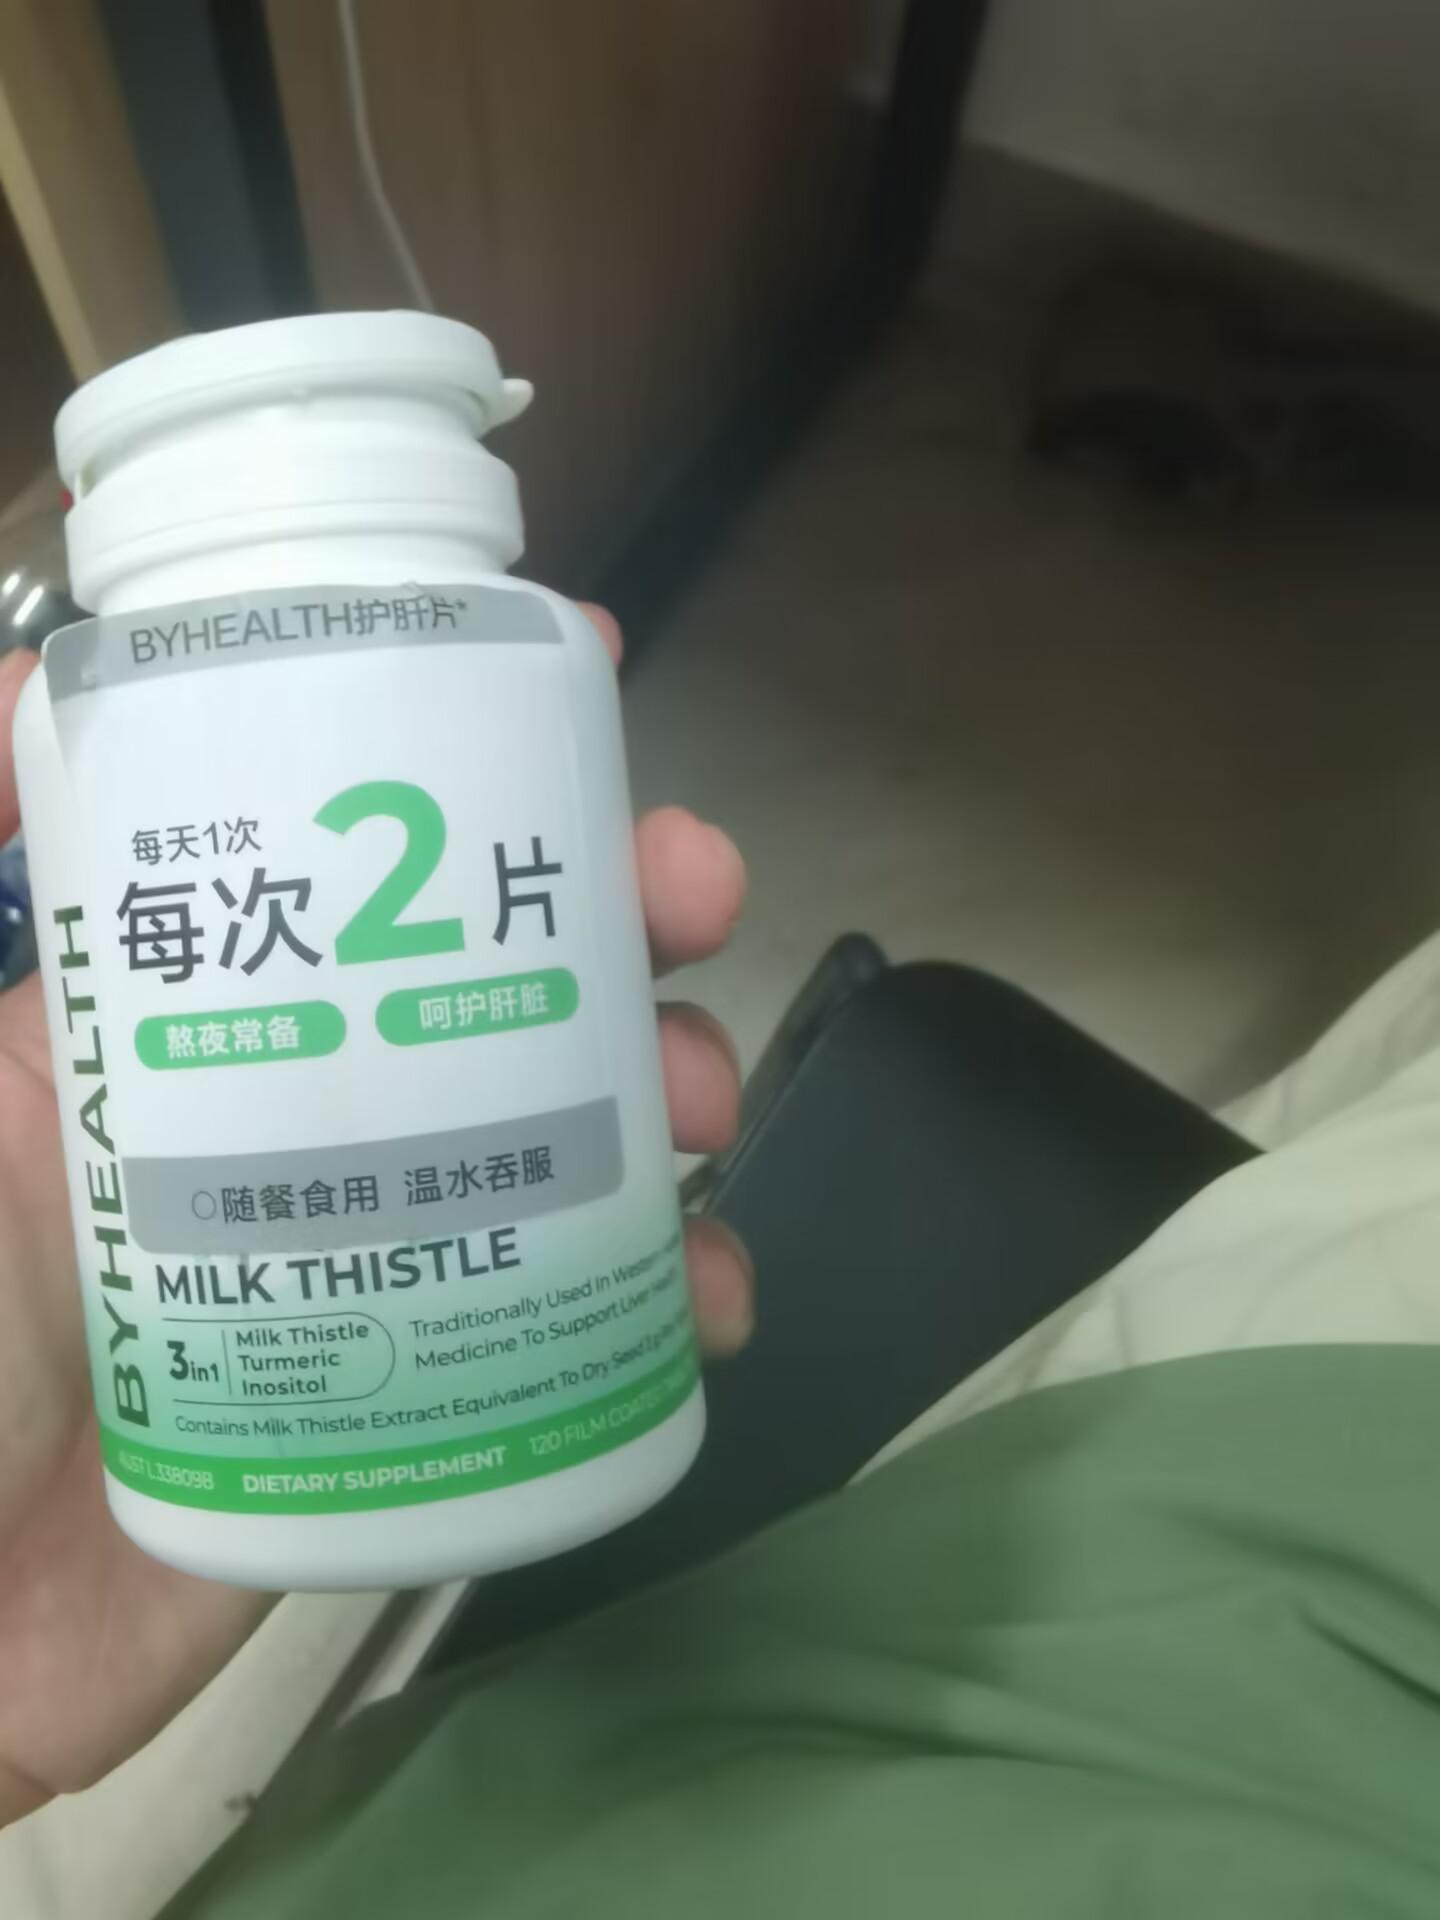 BYHEALTH护肝片*
每天1次
每次2片
熬夜常备 呵护肝脏
随餐食用 温水吞服
BYHEALTH
MILK THISTLE
3in1
Milk Thistle
Turmeric
Inositol
Traditionally Used In Western
Medicine To Support Liver Health
Contains Milk Thistle Extract Equivalent To Dry Seed
AUST L 338098 DIETARY SUPPLEMENT 120 FILM COATED